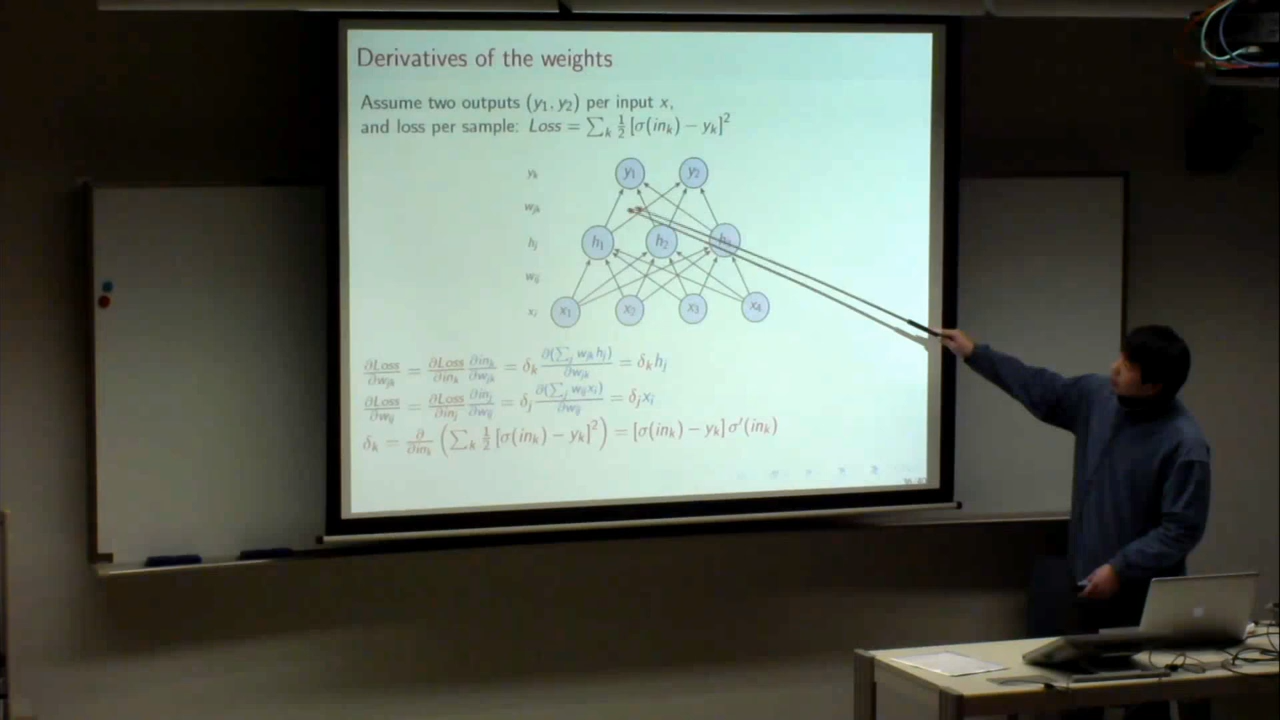 Derivatives of the weights
Assume two outputs (y₁, y₂) per input x,
and loss per sample: Loss = ∑ₖ ½ [σ(inₖ) − yₖ]²
yₖ y₁ y₂
wⱼₖ
hⱼ h₁ h₂ h₃
wᵢⱼ
xᵢ x₁ x₂ x₃ x₄
∂Loss/∂wⱼₖ = ∂Loss/∂inₖ ∂inₖ/∂wⱼₖ = δₖ ∂(∑ⱼ wⱼₖhⱼ)/∂wⱼₖ = δₖhⱼ
∂Loss/∂wᵢⱼ = ∂Loss/∂inⱼ ∂inⱼ/∂wᵢⱼ = δⱼ ∂(∑ⱼ wᵢⱼxᵢ)/∂wᵢⱼ = δⱼxᵢ
δₖ = ∂/∂inₖ (∑ₖ ½ [σ(inₖ) − yₖ]²) = [σ(inₖ) − yₖ] σ′(inₖ)